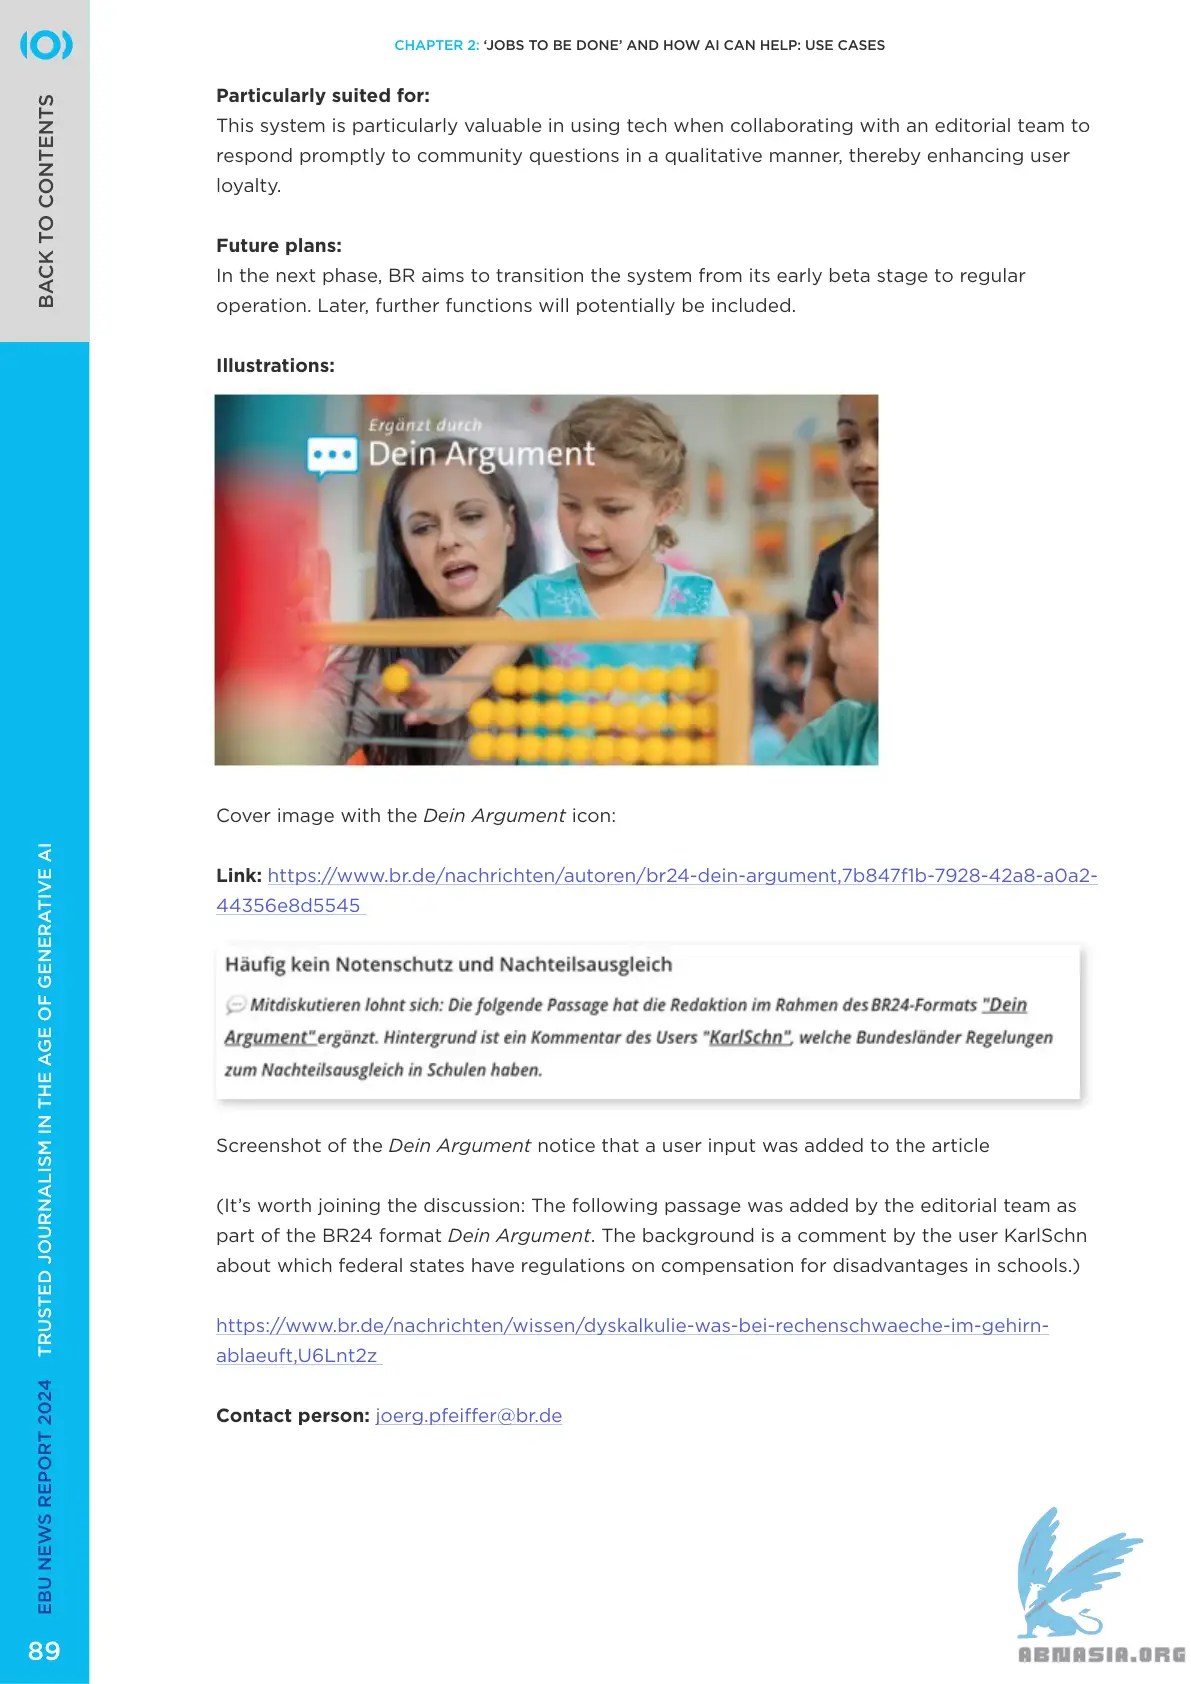 CHAPTER 2: ‘JOBS TO BE DONE’ AND HOW AI CAN HELP: USE CASES
BACK TO CONTENTS
Particularly suited for:
This system is particularly valuable in using tech when collaborating with an editorial team to
respond promptly to community questions in a qualitative manner, thereby enhancing user
loyalty.
Future plans:
In the next phase, BR aims to transition the system from its early beta stage to regular
operation. Later, further functions will potentially be included.
Illustrations:
Ergänzt durch
Dein Argument
Cover image with the Dein Argument icon:
Link: https://www.br.de/nachrichten/autoren/br24-dein-argument,7b847f1b-7928-42a8-a0a2-
44356e8d5545
Häufig kein Notenschutz und Nachteilsausgleich
Mitdiskutieren lohnt sich: Die folgende Passage hat die Redaktion im Rahmen des BR24-Formats "Dein
Argument" ergänzt. Hintergrund ist ein Kommentar des Users "KarlSchn", welche Bundesländer Regelungen
zum Nachteilsausgleich in Schulen haben.
Screenshot of the Dein Argument notice that a user input was added to the article
(It’s worth joining the discussion: The following passage was added by the editorial team as
part of the BR24 format Dein Argument. The background is a comment by the user KarlSchn
about which federal states have regulations on compensation for disadvantages in schools.)
https://www.br.de/nachrichten/wissen/dyskalkulie-was-bei-rechenschwaeche-im-gehirn-
ablaeuft,U6Lnt2z
Contact person: joerg.pfeiffer@br.de
EBU NEWS REPORT 2024 TRUSTED JOURNALISM IN THE AGE OF GENERATIVE AI
89
ABNASIA.ORG